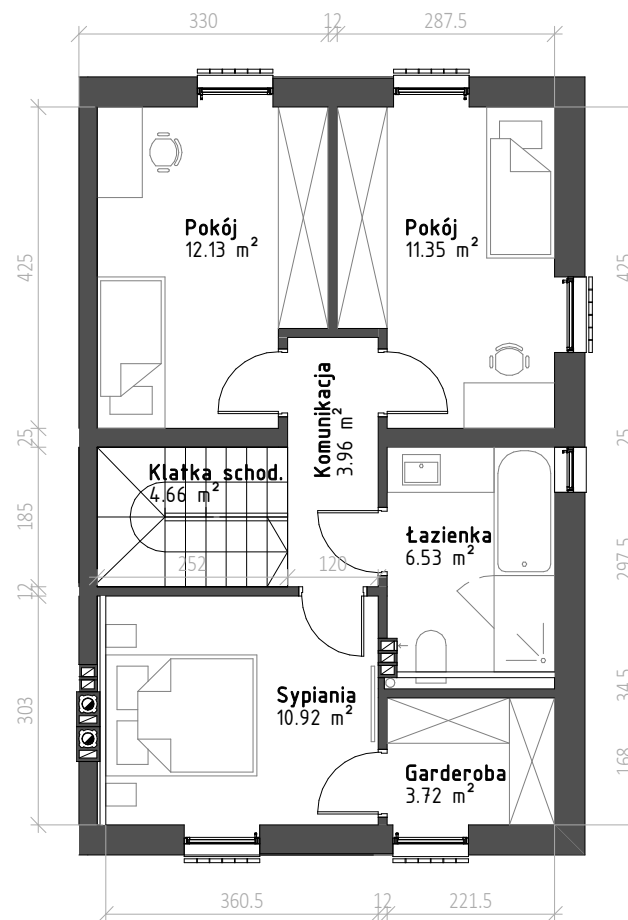 330
12
287.5
Pokój
12.13 m²
Pokój
11.35 m²
425
425
Komunikacja
3.96 m²
25
25
Klatka schod.
4.66 m²
Łazienka
6.53 m²
185
297.5
252
120
12
303
34.5
Sypiania
10.92 m²
168
Garderoba
3.72 m²
360.5
12
221.5